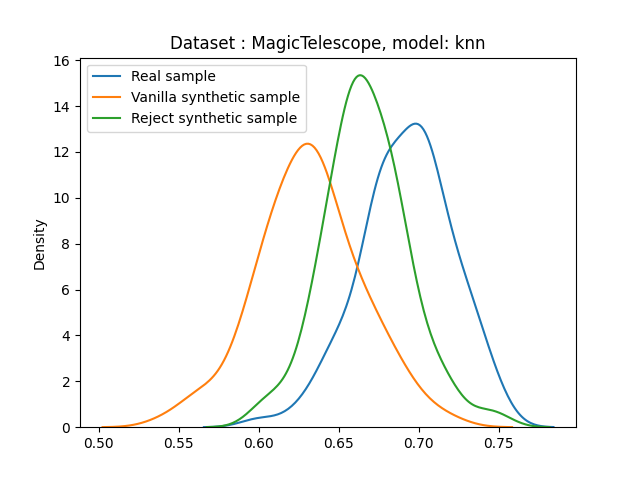 Dataset : MagicTelescope, model: knn
Real sample
Vanilla synthetic sample
Reject synthetic sample
Density
16
14
12
10
8
6
4
2
0
0.50 0.55 0.60 0.65 0.70 0.75